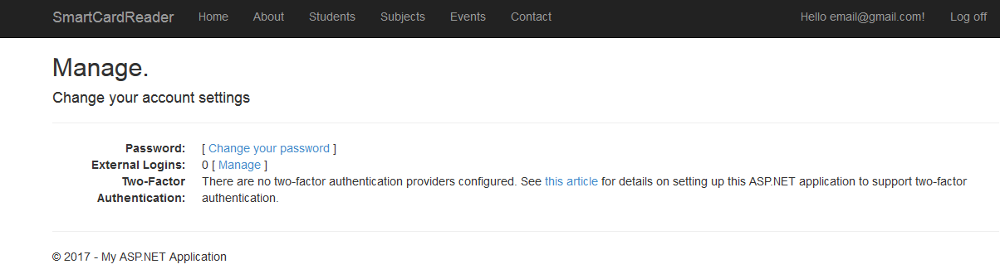 SmartCardReader Home About Students Subjects Events Contact Hello email@gmail.com! Log off
Manage.
Change your account settings
Password: [ Change your password ]
External Logins: 0 [ Manage ]
Two-Factor There are no two-factor authentication providers configured. See this article for details on setting up this ASP.NET application to support two-factor
Authentication: authentication.
© 2017 - My ASP.NET Application